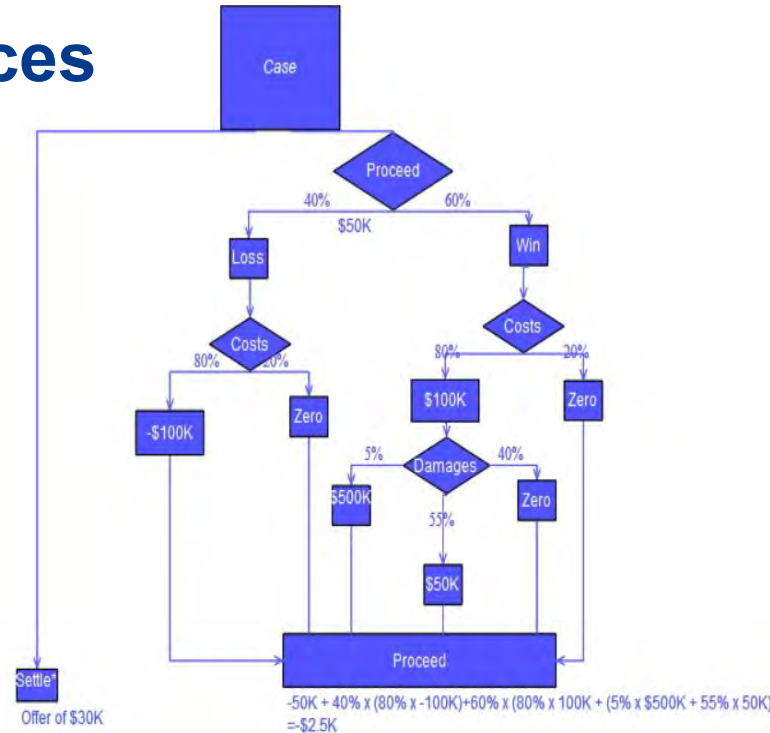 ces
Case
Proceed
40%
60%
$50K
Loss
Win
Costs
Costs
80%
20%
80%
20%
-$100K
Zero
$100K
Zero
5%
Damages
40%
$500K
Zero
55%
$50K
Proceed
Settle*
Offer of $30K
-50K + 40% x (80% x -100K)+60% x (80% x 100K + (5% x $500K + 55% x 50K)
=-$2.5K